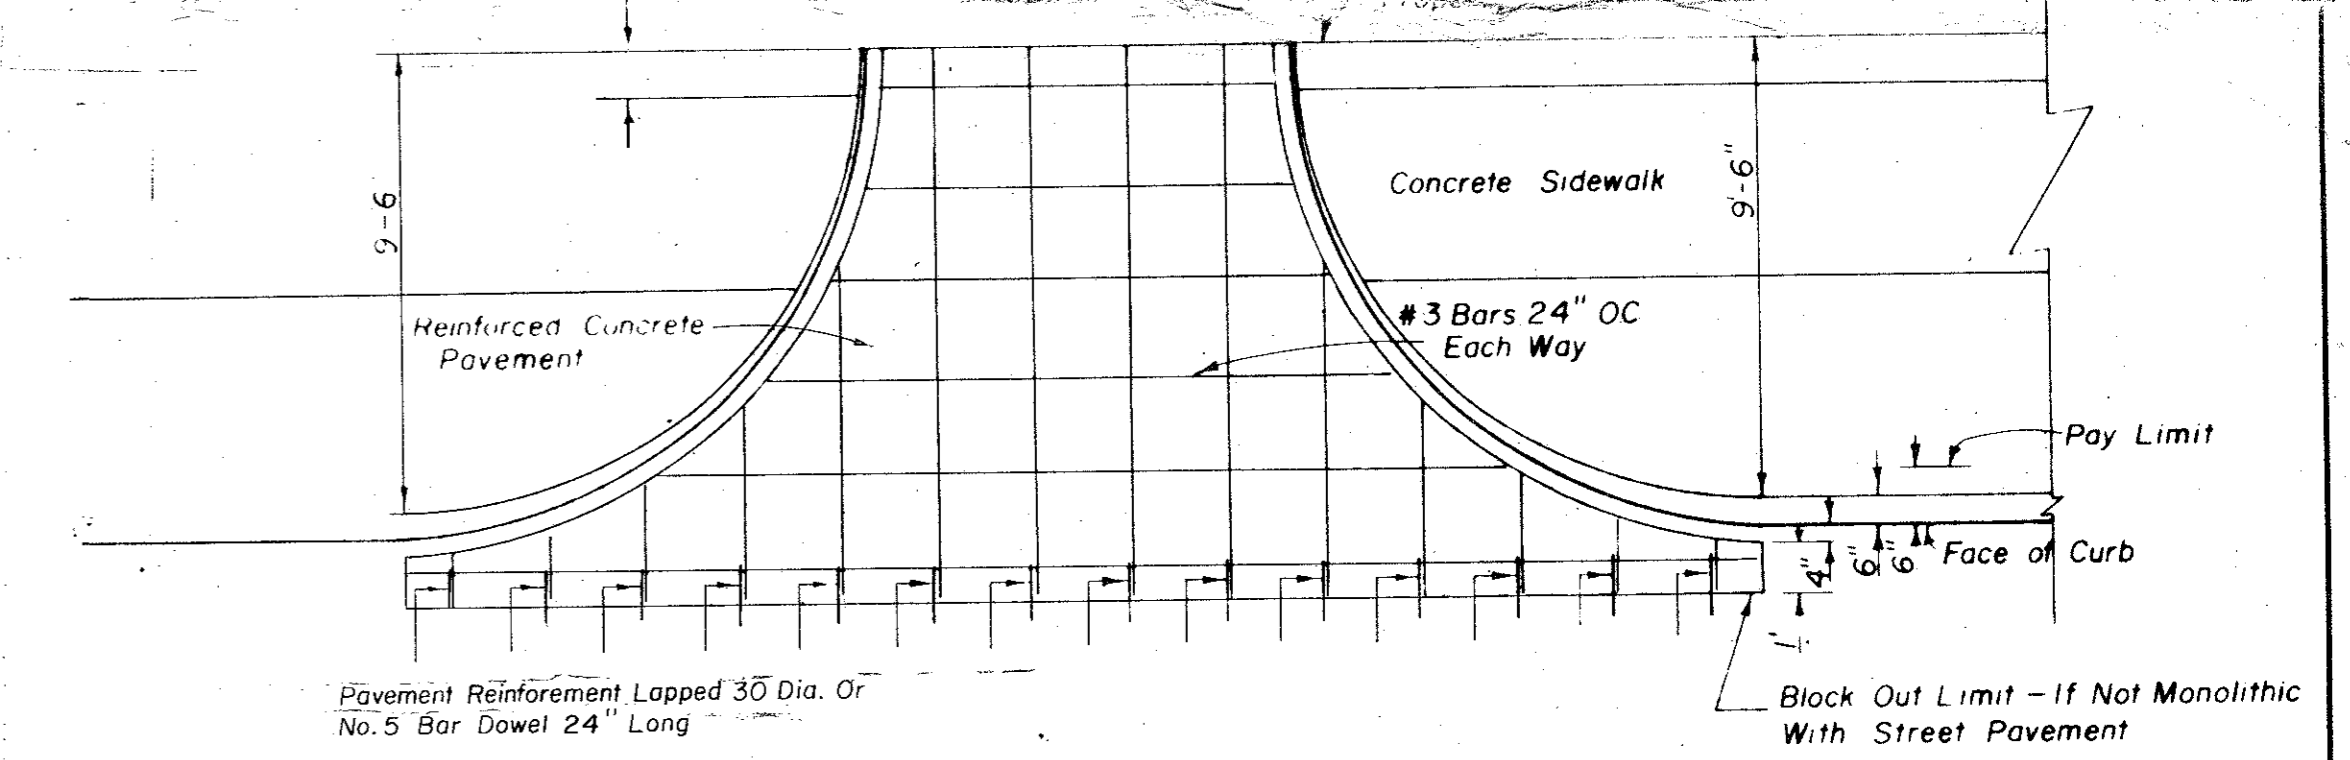 9-6
Concrete Sidewalk
9'-6"
Reinforced Concrete
Pavement
#3 Bars 24" OC
Each Way
Pay Limit
4"
6"
6"
Face of Curb
1'
Pavement Reinforement Lapped 30 Dia. Or
No. 5 Bar Dowel 24" Long
Block Out Limit - If Not Monolithic
With Street Pavement